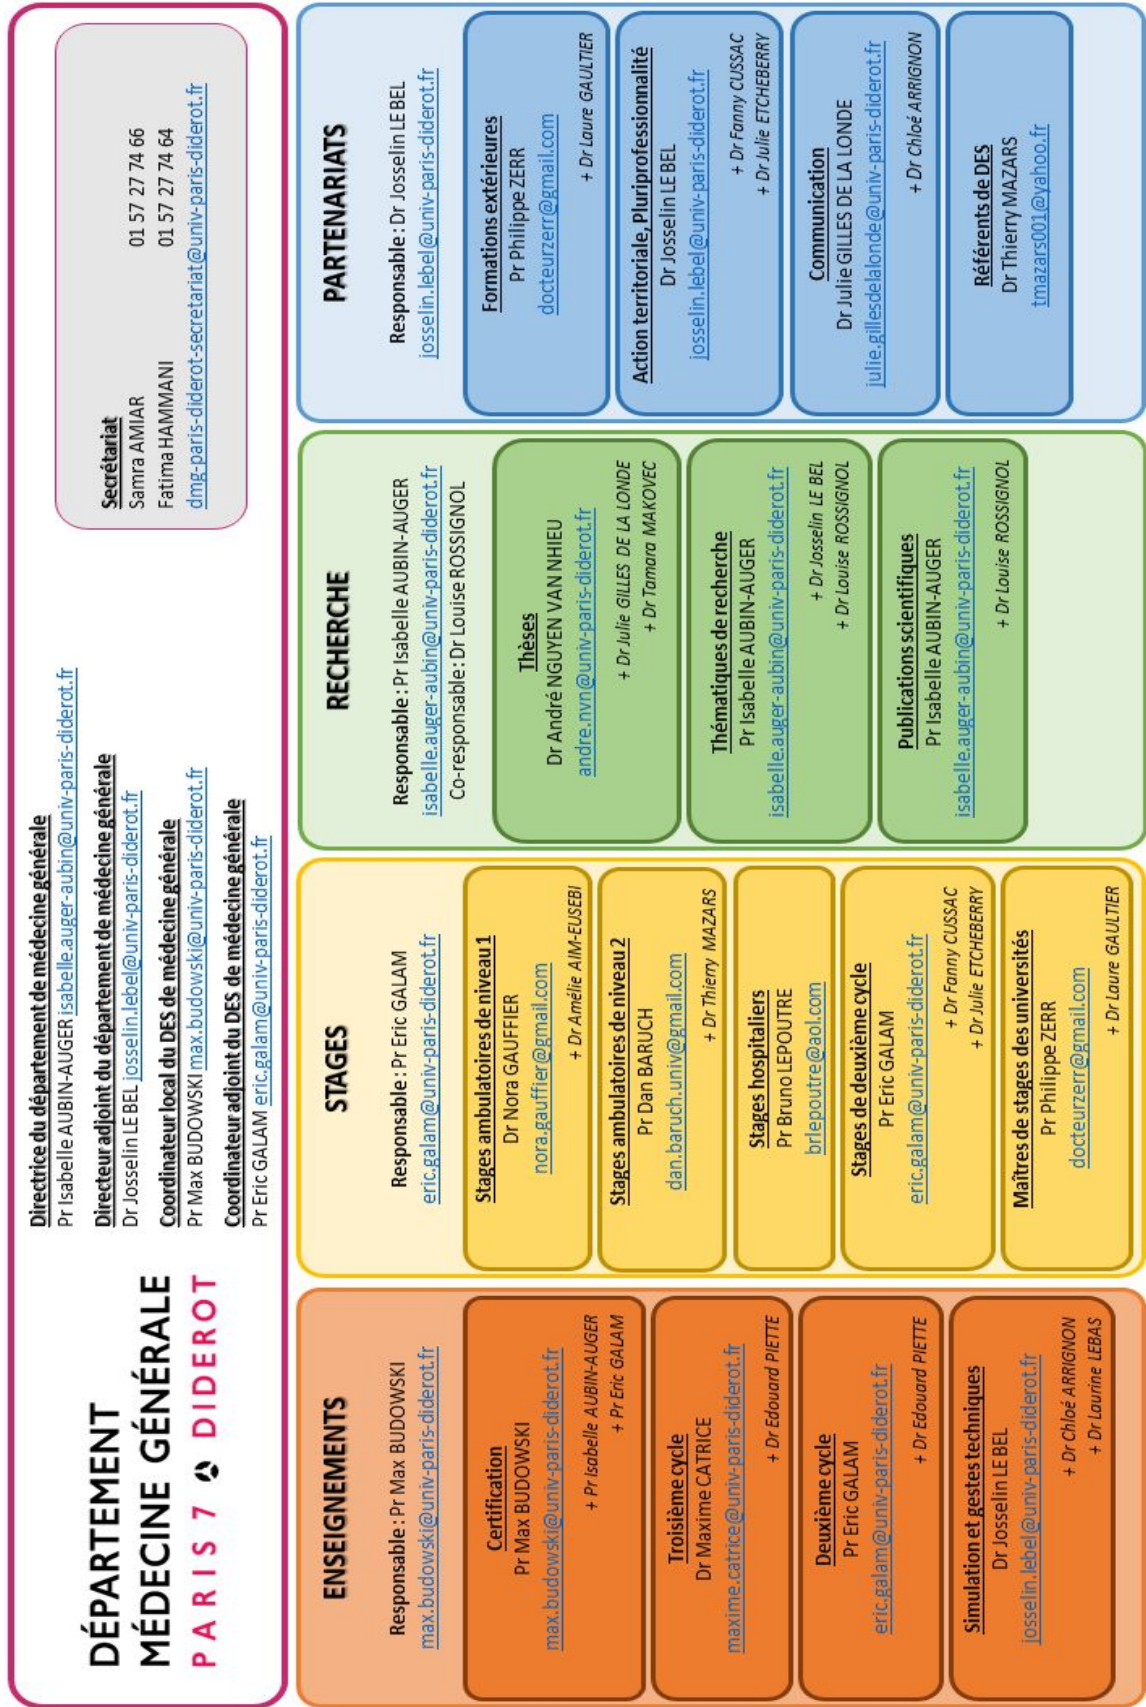 DÉPARTEMENT
MÉDECINE GÉNÉRALE
PARIS 7 DIDEROT
Directrice du département de médecine générale
Pr Isabelle AUBIN-AUGER isabelle.auger-aubin@univ-paris-diderot.fr
Directeur adjoint du département de médecine générale
Dr Josselin LE BEL josselin.lebel@univ-paris-diderot.fr
Coordinateur local du DES de médecine générale
Pr Max BUDOWSKI max.budowski@univ-paris-diderot.fr
Coordinateur adjoint du DES de médecine générale
Pr Eric GALAM eric.galam@univ-paris-diderot.fr
Secrétariat
Samra AMIAR 01 57 27 74 66
Fatima HAMMANI 01 57 27 74 64
dmg-paris-diderot-secretariat@univ-paris-diderot.fr
ENSEIGNEMENTS
Responsable : Pr Max BUDOWSKI
max.budowski@univ-paris-diderot.fr
Certification
Pr Max BUDOWSKI
max.budowski@univ-paris-diderot.fr
+ Pr Isabelle AUBIN-AUGER
+ Pr Eric GALAM
Troisième cycle
Dr Maxime CATRICE
maxime.catrice@univ-paris-diderot.fr
+ Dr Edouard PIETTE
Deuxième cycle
Pr Eric GALAM
eric.galam@univ-paris-diderot.fr
+ Dr Edouard PIETTE
Simulation et gestes techniques
Dr Josselin LE BEL
josselin.lebel@univ-paris-diderot.fr
+ Dr Chloé ARRIGNON
+ Dr Laurine LEBAS
STAGES
Responsable : Pr Eric GALAM
eric.galam@univ-paris-diderot.fr
Stages ambulatoires de niveau 1
Dr Nora GAUFFIER
nora.gauffier@gmail.com
+ Dr Amélie AIM-EUSEBI
Stages ambulatoires de niveau 2
Pr Dan BARUCH
dan.baruch.univ@gmail.com
+ Dr Thierry MAZARS
Stages hospitaliers
Pr Bruno LEPOUTRE
brlepoutre@aol.com
Stages de deuxième cycle
Pr Eric GALAM
eric.galam@univ-paris-diderot.fr
+ Dr Fanny CUSSAC
+ Dr Julie ETCHEBERRY
Maîtres de stages des universités
Pr Philippe ZERR
docteurzerr@gmail.com
+ Dr Laure GAULTIER
RECHERCHE
Responsable : Pr Isabelle AUBIN-AUGER
isabelle.auger-aubin@univ-paris-diderot.fr
Co-responsable : Dr Louise ROSSIGNOL
Thèses
Dr André NGUYEN VAN NHIEU
andre.nvn@univ-paris-diderot.fr
+ Dr Julie GILLES DE LA LONDE
+ Dr Tamara MAKOVEC
Thématiques de recherche
Pr Isabelle AUBIN-AUGER
isabelle.auger-aubin@univ-paris-diderot.fr
+ Dr Josselin LE BEL
+ Dr Louise ROSSIGNOL
Publications scientifiques
Pr Isabelle AUBIN-AUGER
isabelle.auger-aubin@univ-paris-diderot.fr
+ Dr Louise ROSSIGNOL
PARTENARIATS
Responsable : Dr Josselin LE BEL
josselin.lebel@univ-paris-diderot.fr
Formations extérieures
Pr Philippe ZERR
docteurzerr@gmail.com
+ Dr Laure GAULTIER
Action territoriale, Pluriprofessionnalité
Dr Josselin LE BEL
josselin.lebel@univ-paris-diderot.fr
+ Dr Fanny CUSSAC
+ Dr Julie ETCHEBERRY
Communication
Dr Julie GILLES DE LA LONDE
julie.gillesdelalonde@univ-paris-diderot.fr
+ Dr Chloé ARRIGNON
Référents de DES
Dr Thierry MAZARS
tmazars001@yahoo.fr